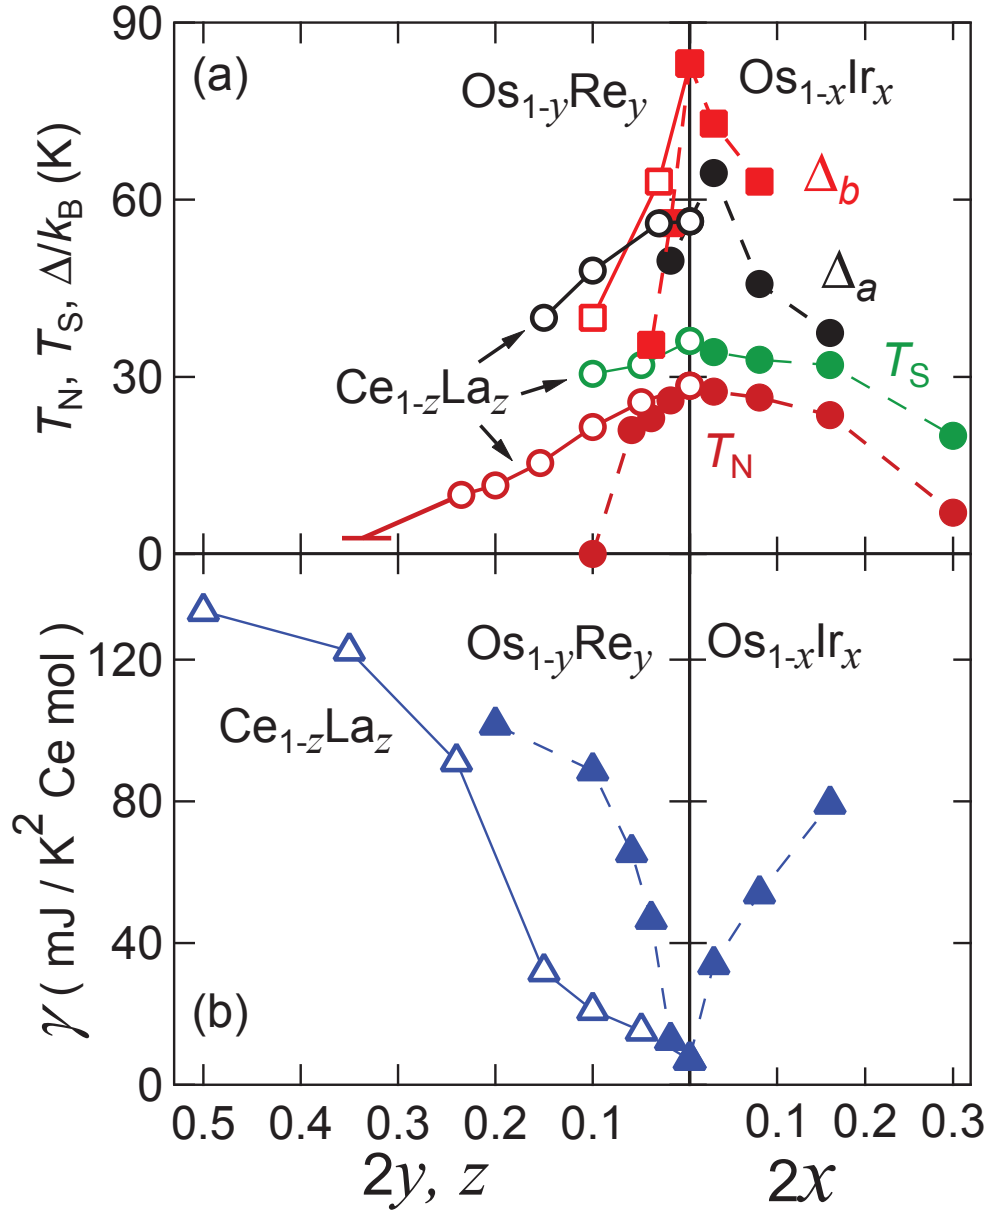 90
(a)
Os1-yRey
Os1-xIrx
60
Δb
Δa
TN, TS, Δ/kB (K)
Ce1-zLaz
30
TS
TN
0
Os1-yRey
Os1-xIrx
120
Ce1-zLaz
80
γ ( mJ / K2 Ce mol)
40
(b)
0
0.5 0.4 0.3 0.2 0.1 0.1 0.2 0.3
2y, z 2x